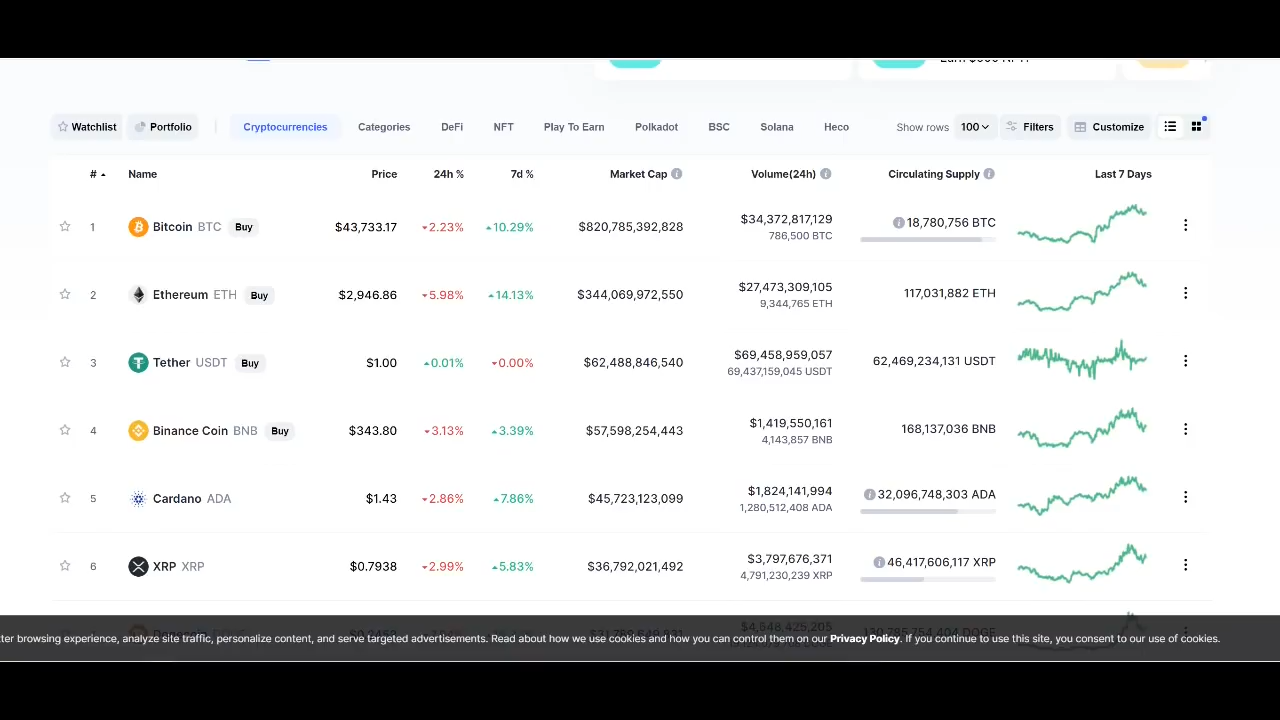 Watchlist Portfolio Cryptocurrencies Categories DeFi NFT Play To Earn Polkadot BSC Solana Heco Show rows 100 Filters Customize
# Name Price 24h % 7d % Market Cap Volume(24h) Circulating Supply Last 7 Days
1 Bitcoin BTC Buy $43,733.17 2.23% 10.29% $820,785,392,828 $34,372,817,129 18,780,756 BTC
786,500 BTC
2 Ethereum ETH Buy $2,946.86 5.98% 14.13% $344,069,972,550 $27,473,309,105 117,031,882 ETH
9,344,765 ETH
3 Tether USDT Buy $1.00 0.01% 0.00% $62,488,846,540 $69,458,959,057 62,469,234,131 USDT
69,437,159,045 USDT
4 Binance Coin BNB Buy $343.80 3.13% 3.39% $57,598,254,443 $1,419,550,161 168,137,036 BNB
4,143,857 BNB
5 Cardano ADA $1.43 2.86% 7.86% $45,723,123,099 $1,824,141,994 32,096,748,303 ADA
1,280,512,408 ADA
6 XRP XRP $0.7938 2.99% 5.83% $36,792,021,492 $3,797,676,371 46,417,606,117 XRP
4,791,230,239 XRP
$4,548,425,205
130,785,754,404 DOGE
ter browsing experience, analyze site traffic, personalize content, and serve targeted advertisements. Read about how we use cookies and how you can control them on our Privacy Policy. If you continue to use this site, you consent to our use of cookies.